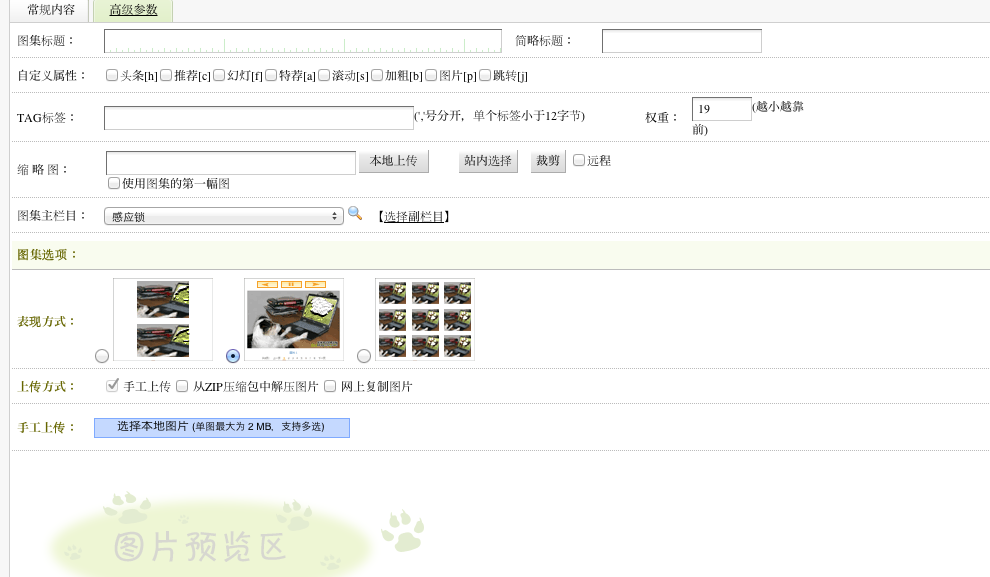 常规内容 高级参数
图集标题： 简略标题：
自定义属性： 头条[h] 推荐[c] 幻灯[f] 特荐[a] 滚动[s] 加粗[b] 图片[p] 跳转[j]
TAG标签： (','号分开，单个标签小于12字节) 权重： 19 (越小越靠
前)
缩 略 图： 本地上传 站内选择 裁剪 远程
使用图集的第一幅图
图集主栏目： 感应锁 【选择副栏目】
图集选项：
表现方式：
上传方式： 手工上传 从ZIP压缩包中解压图片 网上复制图片
手工上传： 选择本地图片 (单图最大为 2 MB，支持多选)
图片预览区